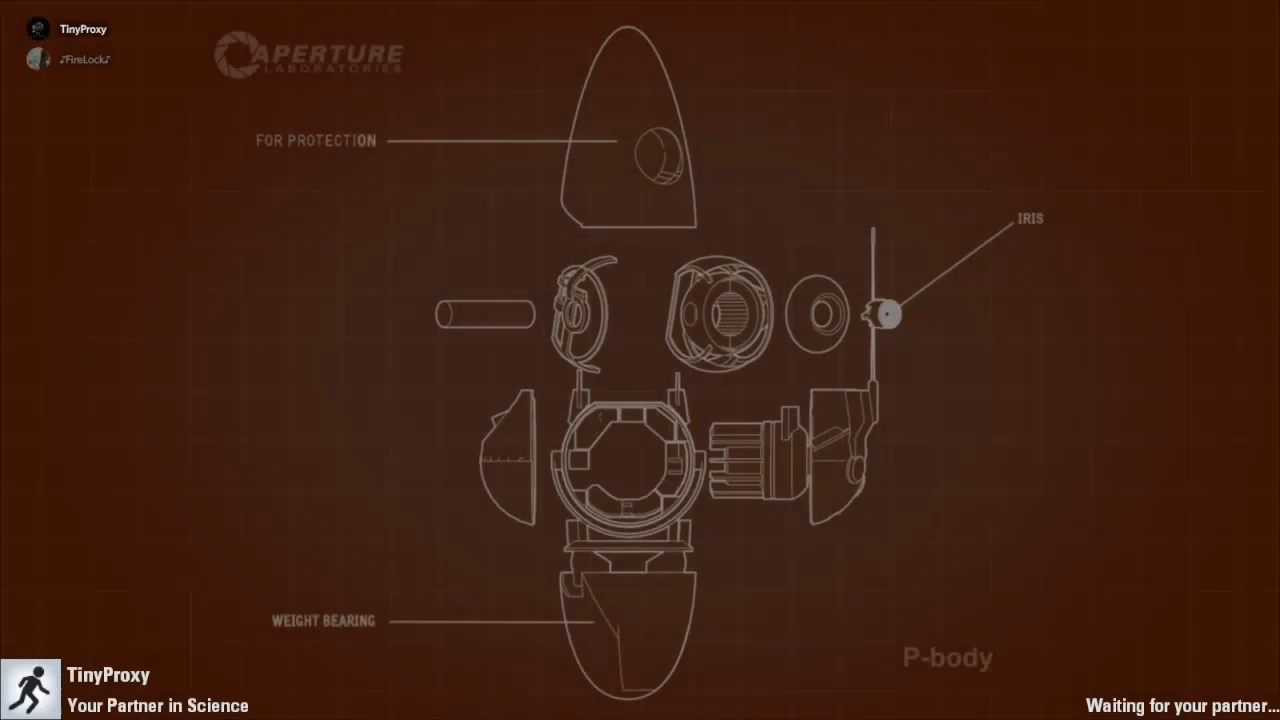 TinyProxy
♪FireLock♪
APERTURE
LABORATORIES
FOR PROTECTION
IRIS
WEIGHT BEARING
P-body
TinyProxy
Your Partner in Science
Waiting for your partner...